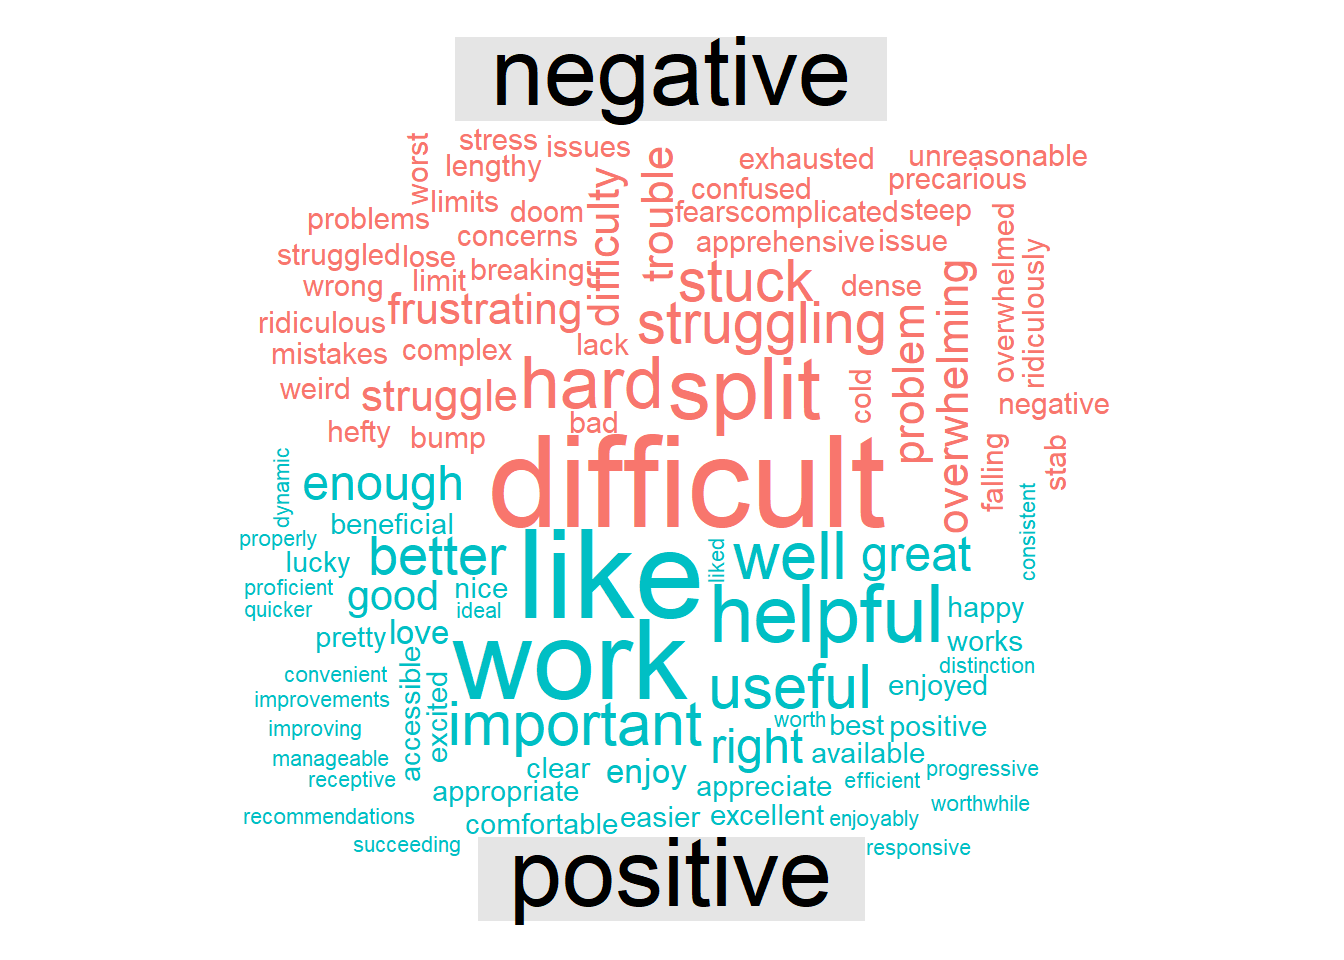 negative
worst
stress
issues
lengthy
limits
problems
doom
concerns
struggled
lose
limit
breaking
wrong
difficulty
trouble
exhausted
unreasonable
confused
precarious
fears
complicated
steep
apprehensive
issue
stuck
dense
overwhelmed
ridiculously
ridiculous
frustrating
struggling
mistakes
complex
lack
problem
overwhelming
weird
struggle
hard
split
cold
negative
hefty
bump
bad
difficult
falling
stab
dynamic
enough
beneficial
properly
lucky
better
like
liked
well
great
consistent
proficient
quicker
good
nice
ideal
helpful
happy
pretty
love
work
works
distinction
convenient
accessible
excited
useful
enjoyed
improvements
improving
important
worth
best
positive
right
available
manageable
receptive
clear
enjoy
appreciate
efficient
progressive
appropriate
recommendations
comfortable
easier
excellent
enjoyably
worthwhile
succeeding
responsive
positive